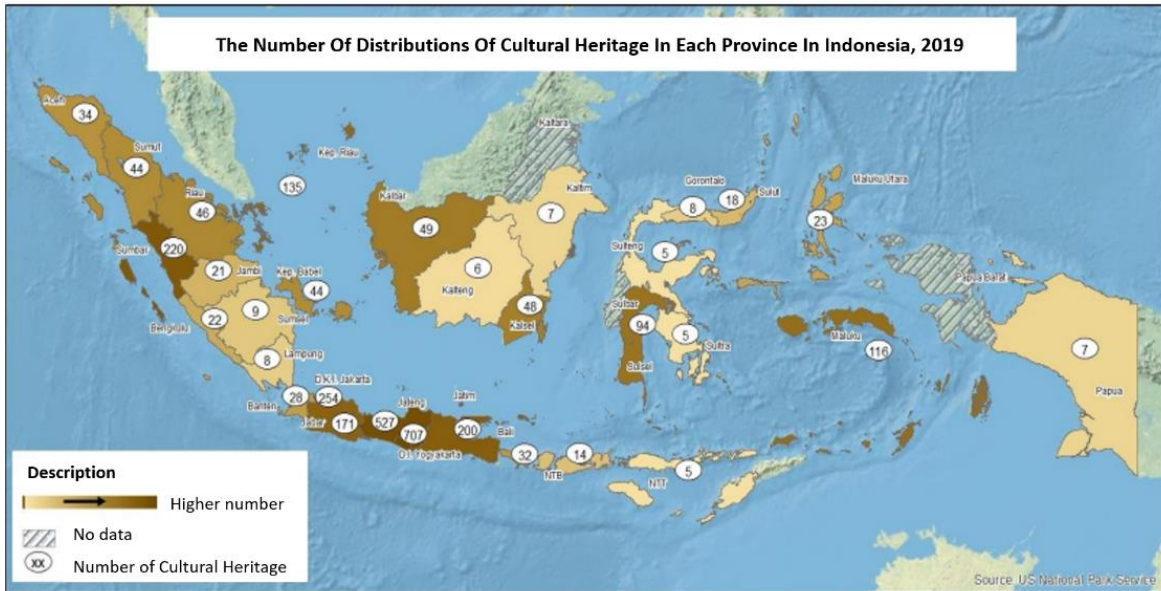 The Number Of Distributions Of Cultural Heritage In Each Province In Indonesia, 2019
Aceh
34
Sumut
44
Kep. Riau
135
Riau
46
Sumbar
220
Jambi
21
Kep. Babel
44
Bengkulu
22
Sumsel
9
Lampung
8
Kaltara
Kalbar
49
Kaltim
7
Kalteng
6
Kalsel
48
Gorontalo
8
18
Sulut
Maluku Utara
23
Sulteng
5
Sulbar
94
Sulsel
5
Sultra
Papua Barat
Maluku
116
7
Papua
Banten
28
D.K.I. Jakarta
254
Jabar
171
Jateng
527
707
D.I. Yogyakarta
Jatim
200
Bali
32
NTB
14
NTT
5
Description
Higher number
No data
xx
Number of Cultural Heritage
Source: US National Park Service